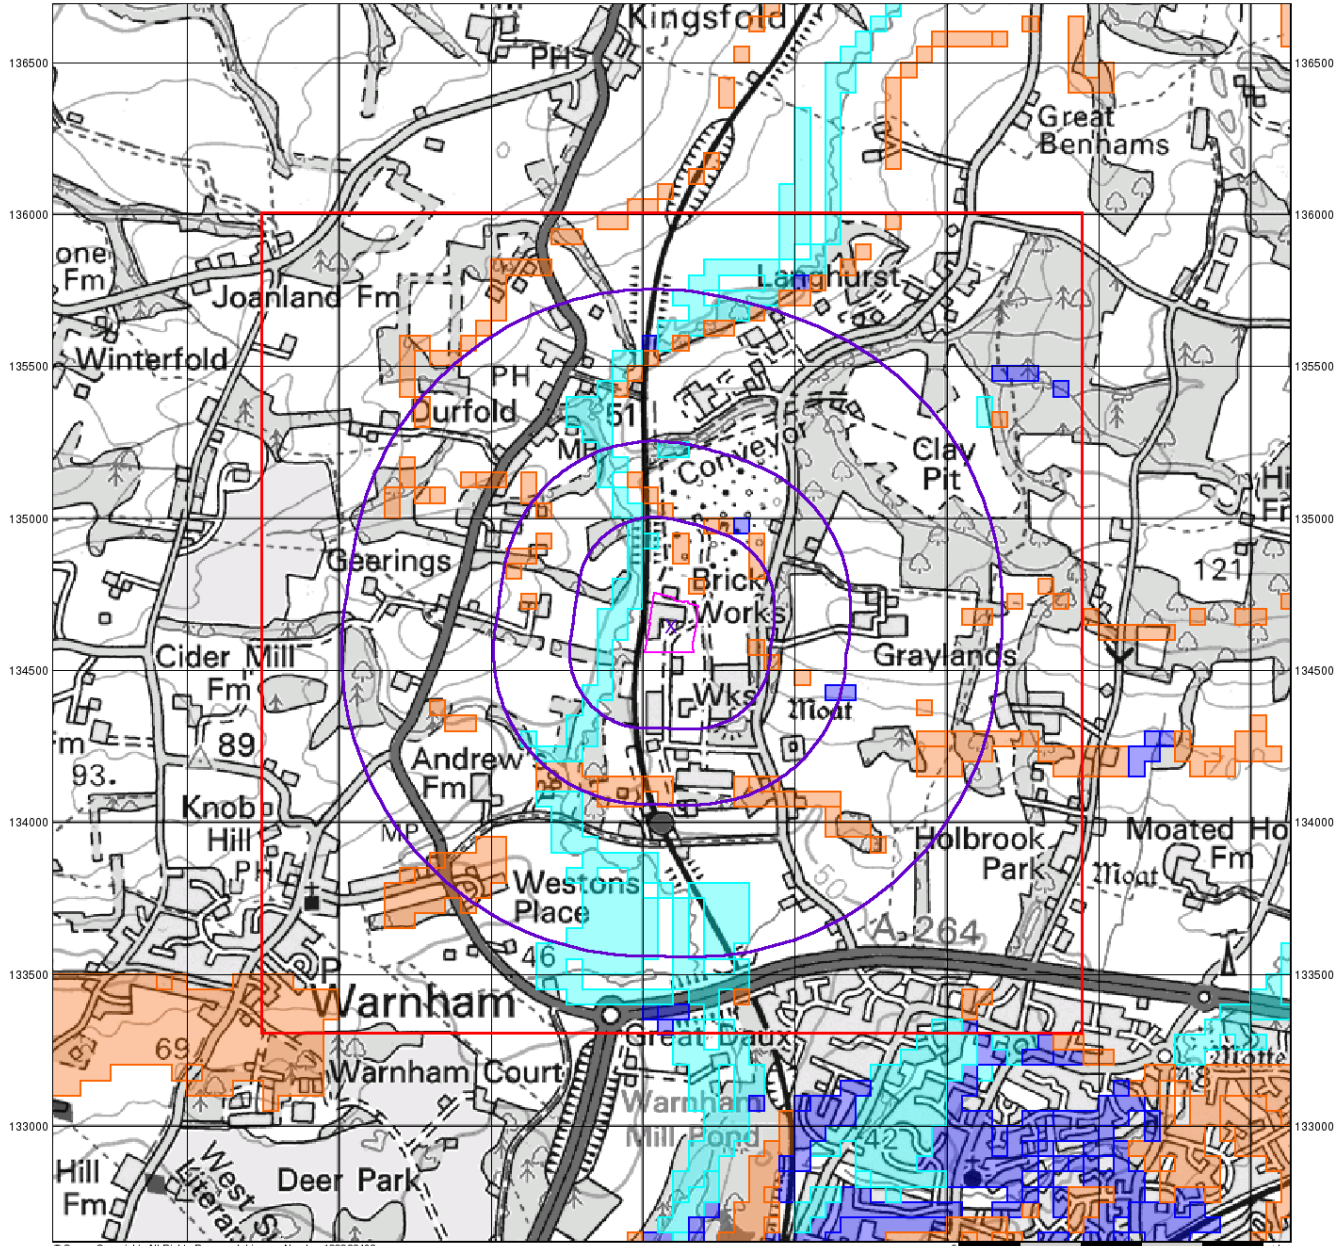 Kingsfold
PH
136500
136500
Great
Benhams
136000
136000
one
Fm
Langhurst
Joanland Fm
Winterfold
135500
135500
PH
Durfold
51
MP
Conveyor
Clay
Pit
Hi
Fr
135000
135000
Geerings
121
Brick
Works
Cider Mill
Fm
134500
134500
Graylands
Wks
Moat
m
89
93.
Andrew's
Fm
Knob
Hill
134000
134000
MP
Holbrook
Park
Moated Ho
Fm
PH
Moat
50
Westons
Place
A 264
46
133500
133500
P
Warnham
69
Great Daux
Motte
Warnham Court
Warnham
Mill Pond
133000
133000
42
Hill
Fm
West S
Literar
Deer Park